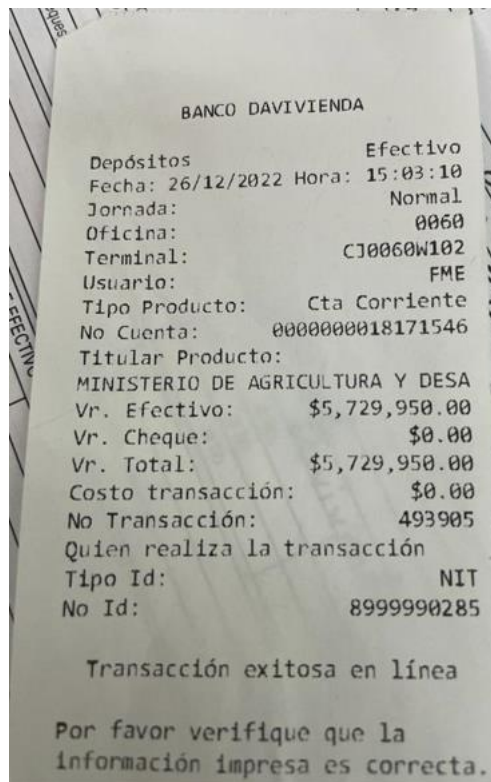 ques
BANCO DAVIVIENDA
Depósitos Efectivo
Fecha: 26/12/2022 Hora: 15:03:10
Jornada: Normal
Oficina: 0060
Terminal: CJ0060W102
Usuario: FME
Tipo Producto: Cta Corriente
No Cuenta: 0000000018171546
Titular Producto:
MINISTERIO DE AGRICULTURA Y DESA
Vr. Efectivo: $5,729,950.00
Vr. Cheque: $0.00
Vr. Total: $5,729,950.00
Costo transacción: $0.00
No Transacción: 493905
Quien realiza la transacción
Tipo Id: NIT
No Id: 8999990285
Transacción exitosa en línea
Por favor verifique que la
información impresa es correcta.
EFECTIV